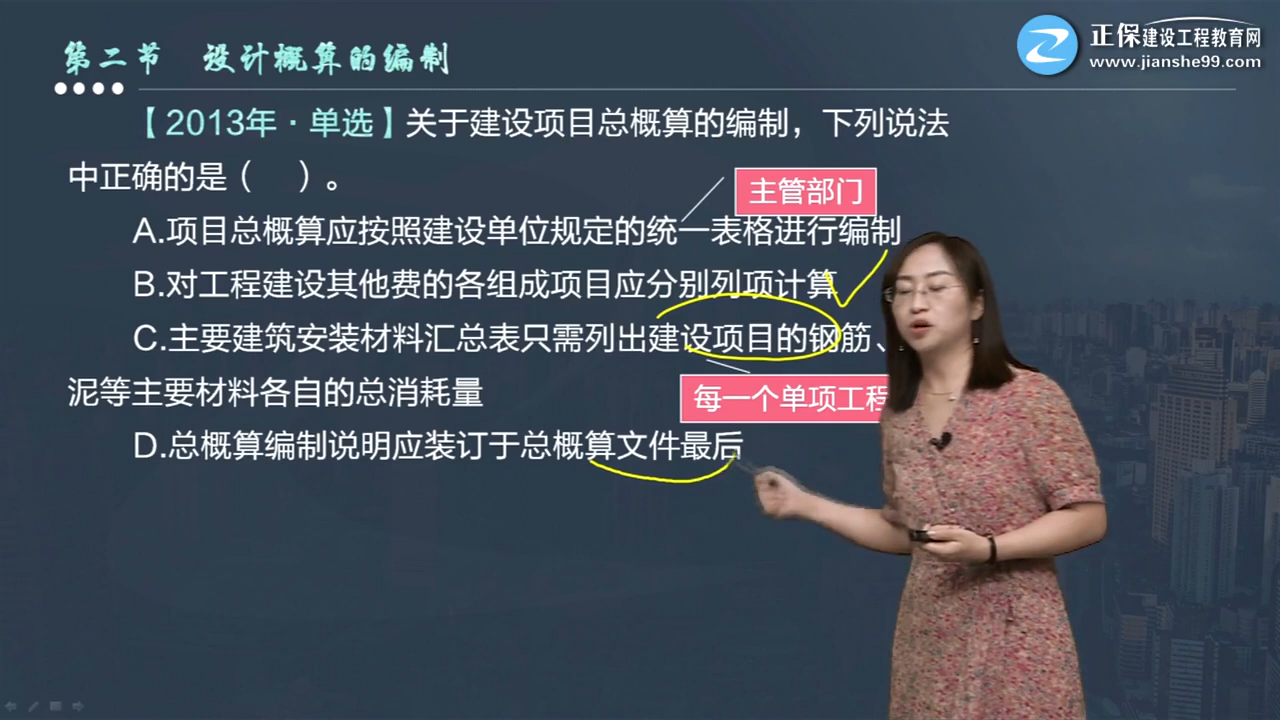 第二节 设计概算的编制
正保建设工程教育网
www.jianshe99.com
【2013年·单选】关于建设项目总概算的编制，下列说法
中正确的是（ ）。
主管部门
A.项目总概算应按照建设单位规定的统一表格进行编制
B.对工程建设其他费的各组成项目应分别列项计算
C.主要建筑安装材料汇总表只需列出建设项目的钢筋、
泥等主要材料各自的总消耗量
每一个单项工程
D.总概算编制说明应装订于总概算文件最后